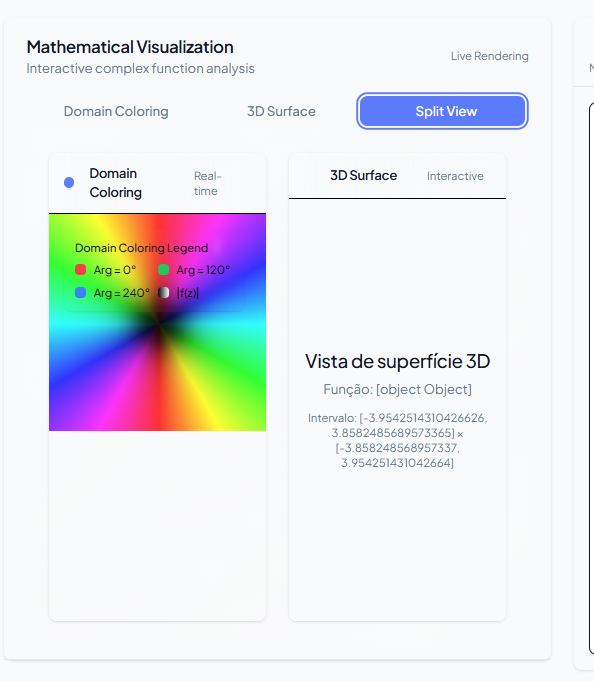 Mathematical Visualization
Interactive complex function analysis
Live Rendering
Domain Coloring
3D Surface
Split View
Domain
Coloring
Real-
time
Domain Coloring Legend
Arg = 0°
Arg = 120°
Arg = 240°
|f(z)|
3D Surface
Interactive
Vista de superfície 3D
Função: [object Object]
Intervalo: [-3.9542514310426626,
3.8582485689573365] ×
[-3.858248568957337,
3.954251431042664]